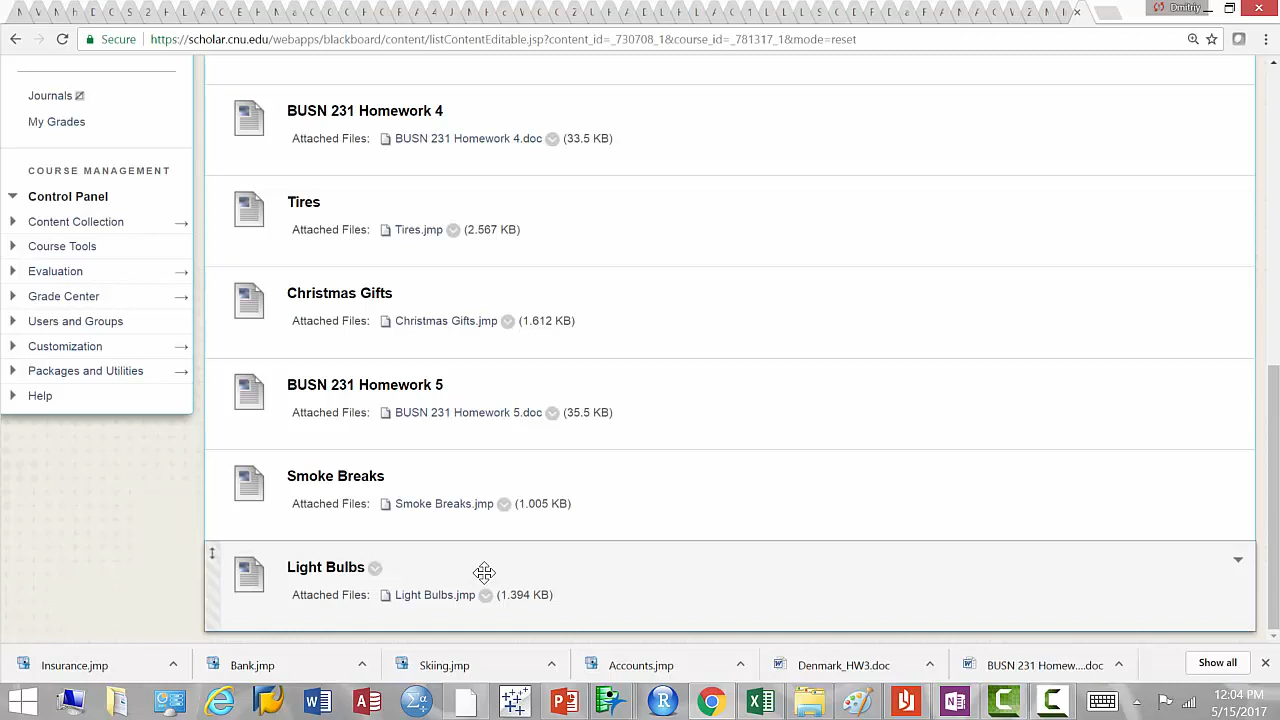 Dmitriy
Secure
https://scholar.cnu.edu/webapps/blackboard/content/listContentEditable.jsp?content_id=_730708_1&course_id=_781317_1&mode=reset
Journals
My Grades
COURSE MANAGEMENT
Control Panel
Content Collection
Course Tools
Evaluation
Grade Center
Users and Groups
Customization
Packages and Utilities
Help
BUSN 231 Homework 4
Attached Files: BUSN 231 Homework 4.doc (33.5 KB)
Tires
Attached Files: Tires.jmp (2.567 KB)
Christmas Gifts
Attached Files: Christmas Gifts.jmp (1.612 KB)
BUSN 231 Homework 5
Attached Files: BUSN 231 Homework 5.doc (35.5 KB)
Smoke Breaks
Attached Files: Smoke Breaks.jmp (1.005 KB)
Light Bulbs
Attached Files: Light Bulbs.jmp (1.394 KB)
Insurance.jmp
Bank.jmp
Skiing.jmp
Accounts.jmp
Denmark_HW3.doc
BUSN 231 Homew....doc
Show all
12:04 PM
5/15/2017